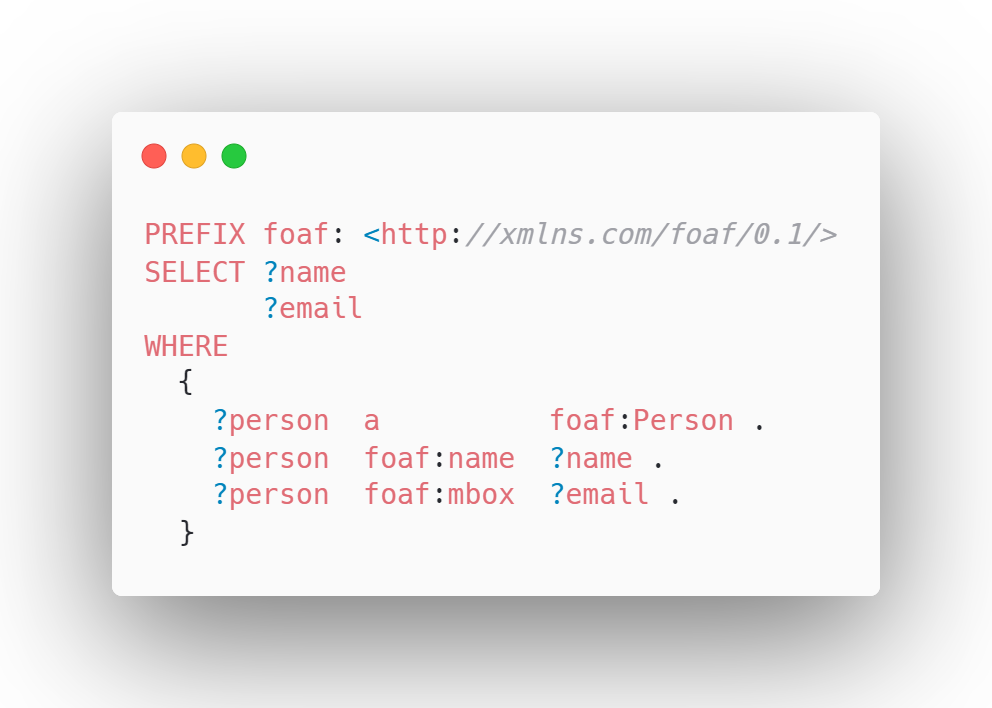 PREFIX foaf: <http://xmlns.com/foaf/0.1/>
SELECT ?name
       ?email
WHERE
  {
    ?person  a          foaf:Person .
    ?person  foaf:name  ?name .
    ?person  foaf:mbox  ?email .
  }